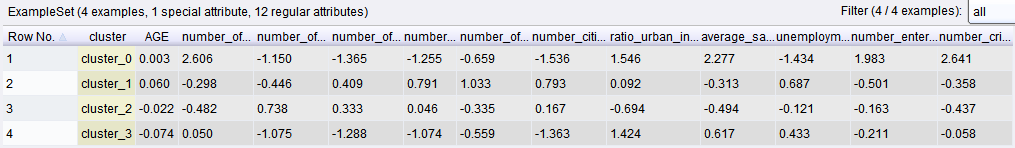 ExampleSet (4 examples, 1 special attribute, 12 regular attributes) Filter (4 / 4 examples): all
Row No. cluster AGE number_of... number_of... number_of... number... number_of... number_citi... ratio_urban_in... average_sa... unemploym... number_enter... number_cri...
1 cluster_0 0.003 2.606 -1.150 -1.365 -1.255 -0.659 -1.536 1.546 2.277 -1.434 1.983 2.641
2 cluster_1 0.060 -0.298 -0.446 0.409 0.791 1.033 0.793 0.092 -0.313 0.687 -0.501 -0.358
3 cluster_2 -0.022 -0.482 0.738 0.333 0.046 -0.335 0.167 -0.694 -0.494 -0.121 -0.163 -0.437
4 cluster_3 -0.074 0.050 -1.075 -1.288 -1.074 -0.559 -1.363 1.424 0.617 0.433 -0.211 -0.058